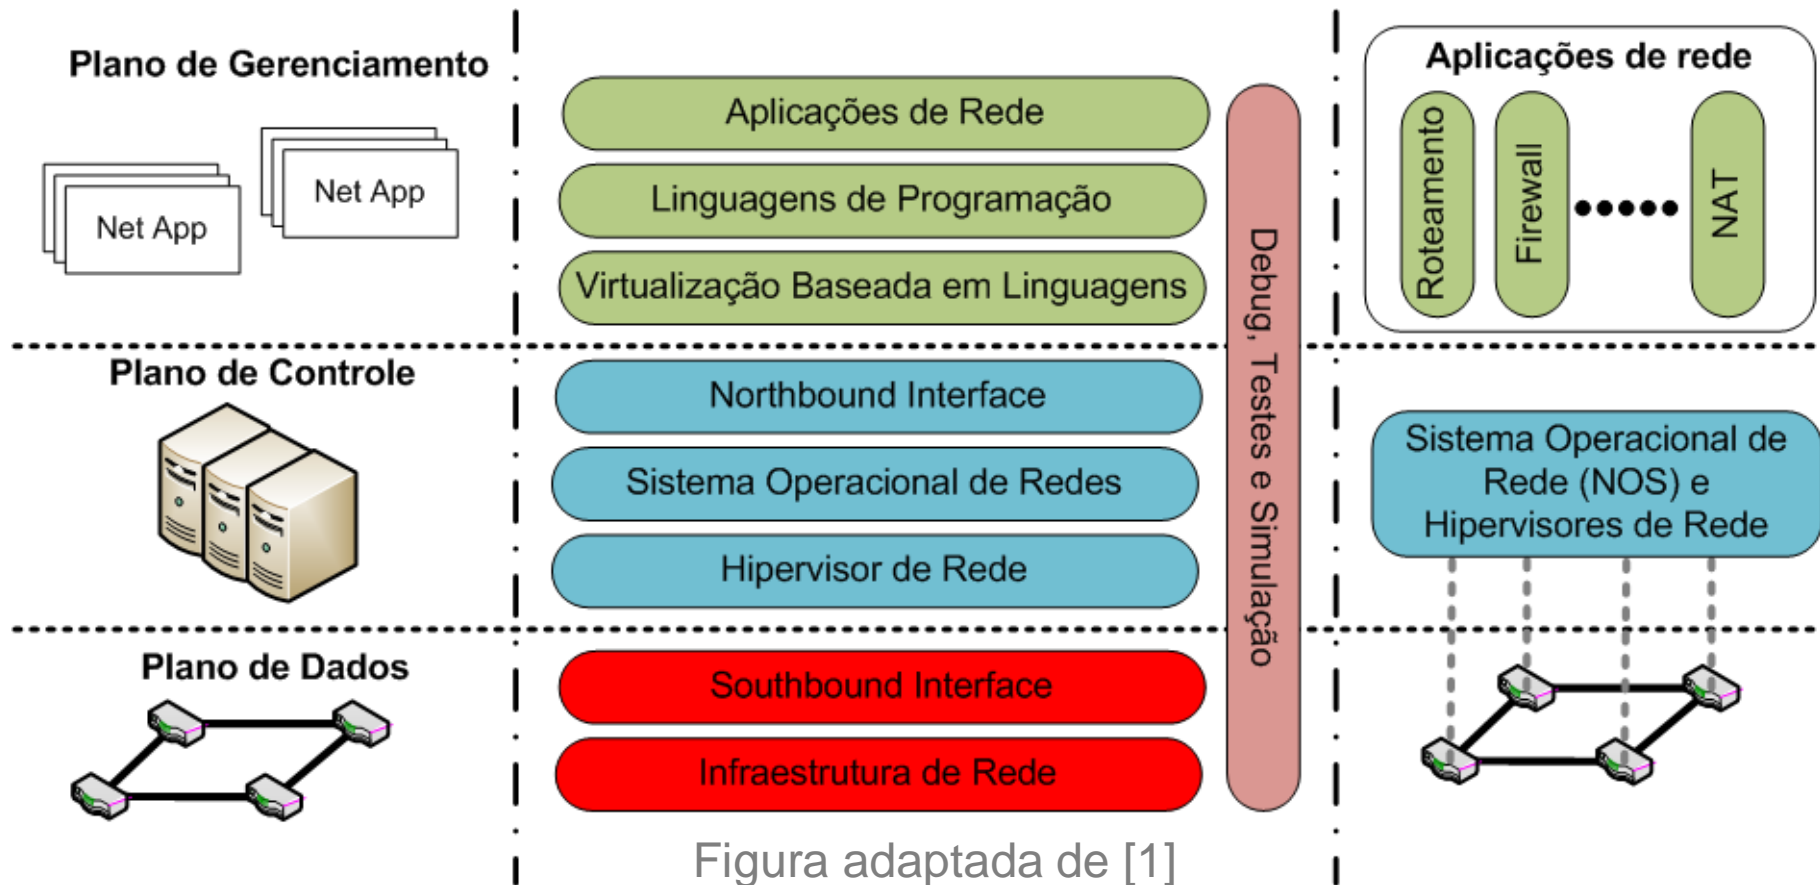 Plano de Gerenciamento
Net App
Net App
Aplicações de Rede
Linguagens de Programação
Virtualização Baseada em Linguagens
Debug, Testes e Simulação
Aplicações de rede
Roteamento
Firewall
NAT
Plano de Controle
Northbound Interface
Sistema Operacional de Redes
Hipervisor de Rede
Sistema Operacional de
Rede (NOS) e
Hipervisores de Rede
Plano de Dados
Southbound Interface
Infraestrutura de Rede
Figura adaptada de [1]